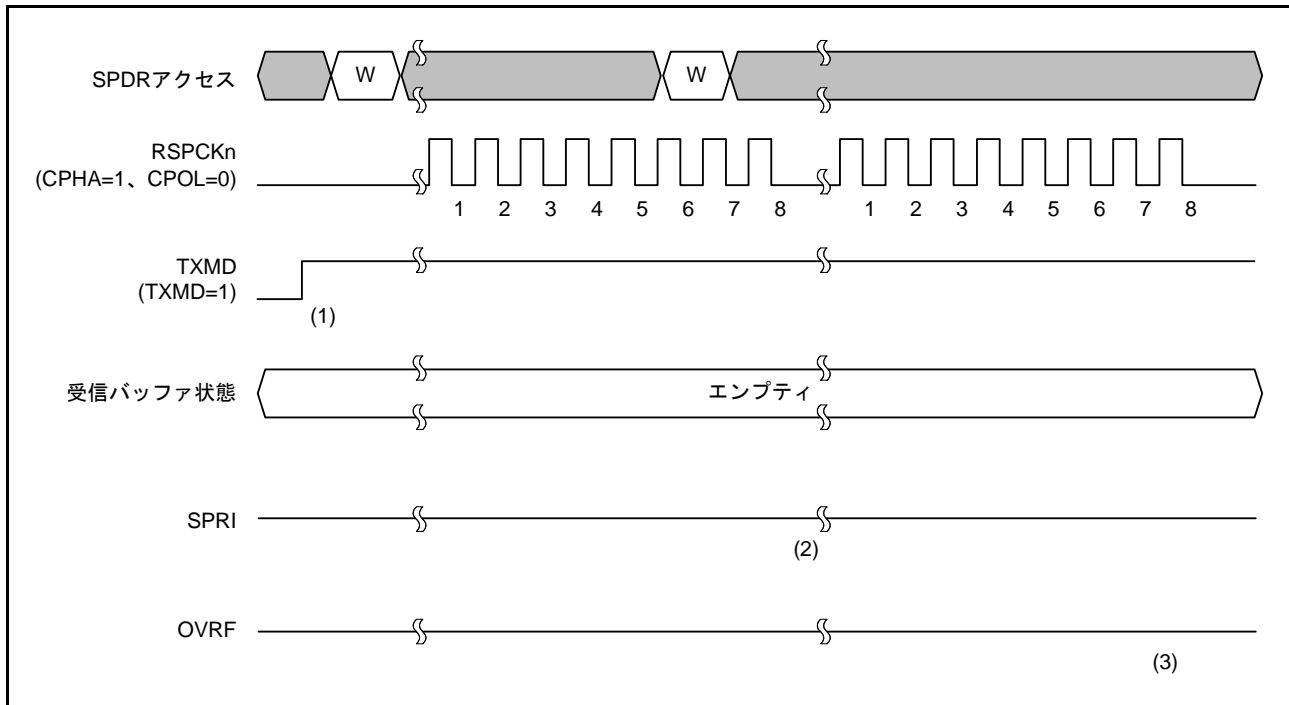 SPDRアクセス
W
W
RSPCKn
(CPHA=1、CPOL=0)
1 2 3 4 5 6 7 8
1 2 3 4 5 6 7 8
TXMD
(TXMD=1)
(1)
受信バッファ状態
エンプティ
SPRI
(2)
OVRF
(3)